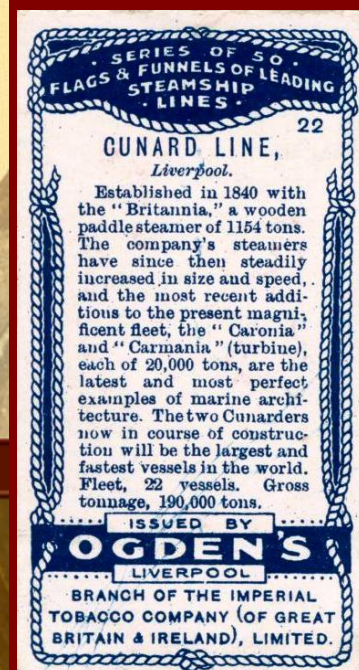 · SERIES OF 50 ·
FLAGS & FUNNELS OF LEADING
STEAMSHIP
· LINES ·
22
CUNARD LINE,
Liverpool.
Established in 1840 with
the "Britannia," a wooden
paddle steamer of 1154 tons.
The company's steamers
have since then steadily
increased in size and speed,
and the most recent addi-
tions to the present magni-
ficent fleet, the "Caronia"
and "Carmania" (turbine),
each of 20,000 tons, are the
latest and most perfect
examples of marine archi-
tecture. The two Cunarders
now in course of construc-
tion will be the largest and
fastest vessels in the world.
Fleet, 22 vessels. Gross
tonnage, 190,000 tons.
ISSUED BY
OGDEN'S
LIVERPOOL
BRANCH OF THE IMPERIAL
TOBACCO COMPANY (OF GREAT
BRITAIN & IRELAND), LIMITED.